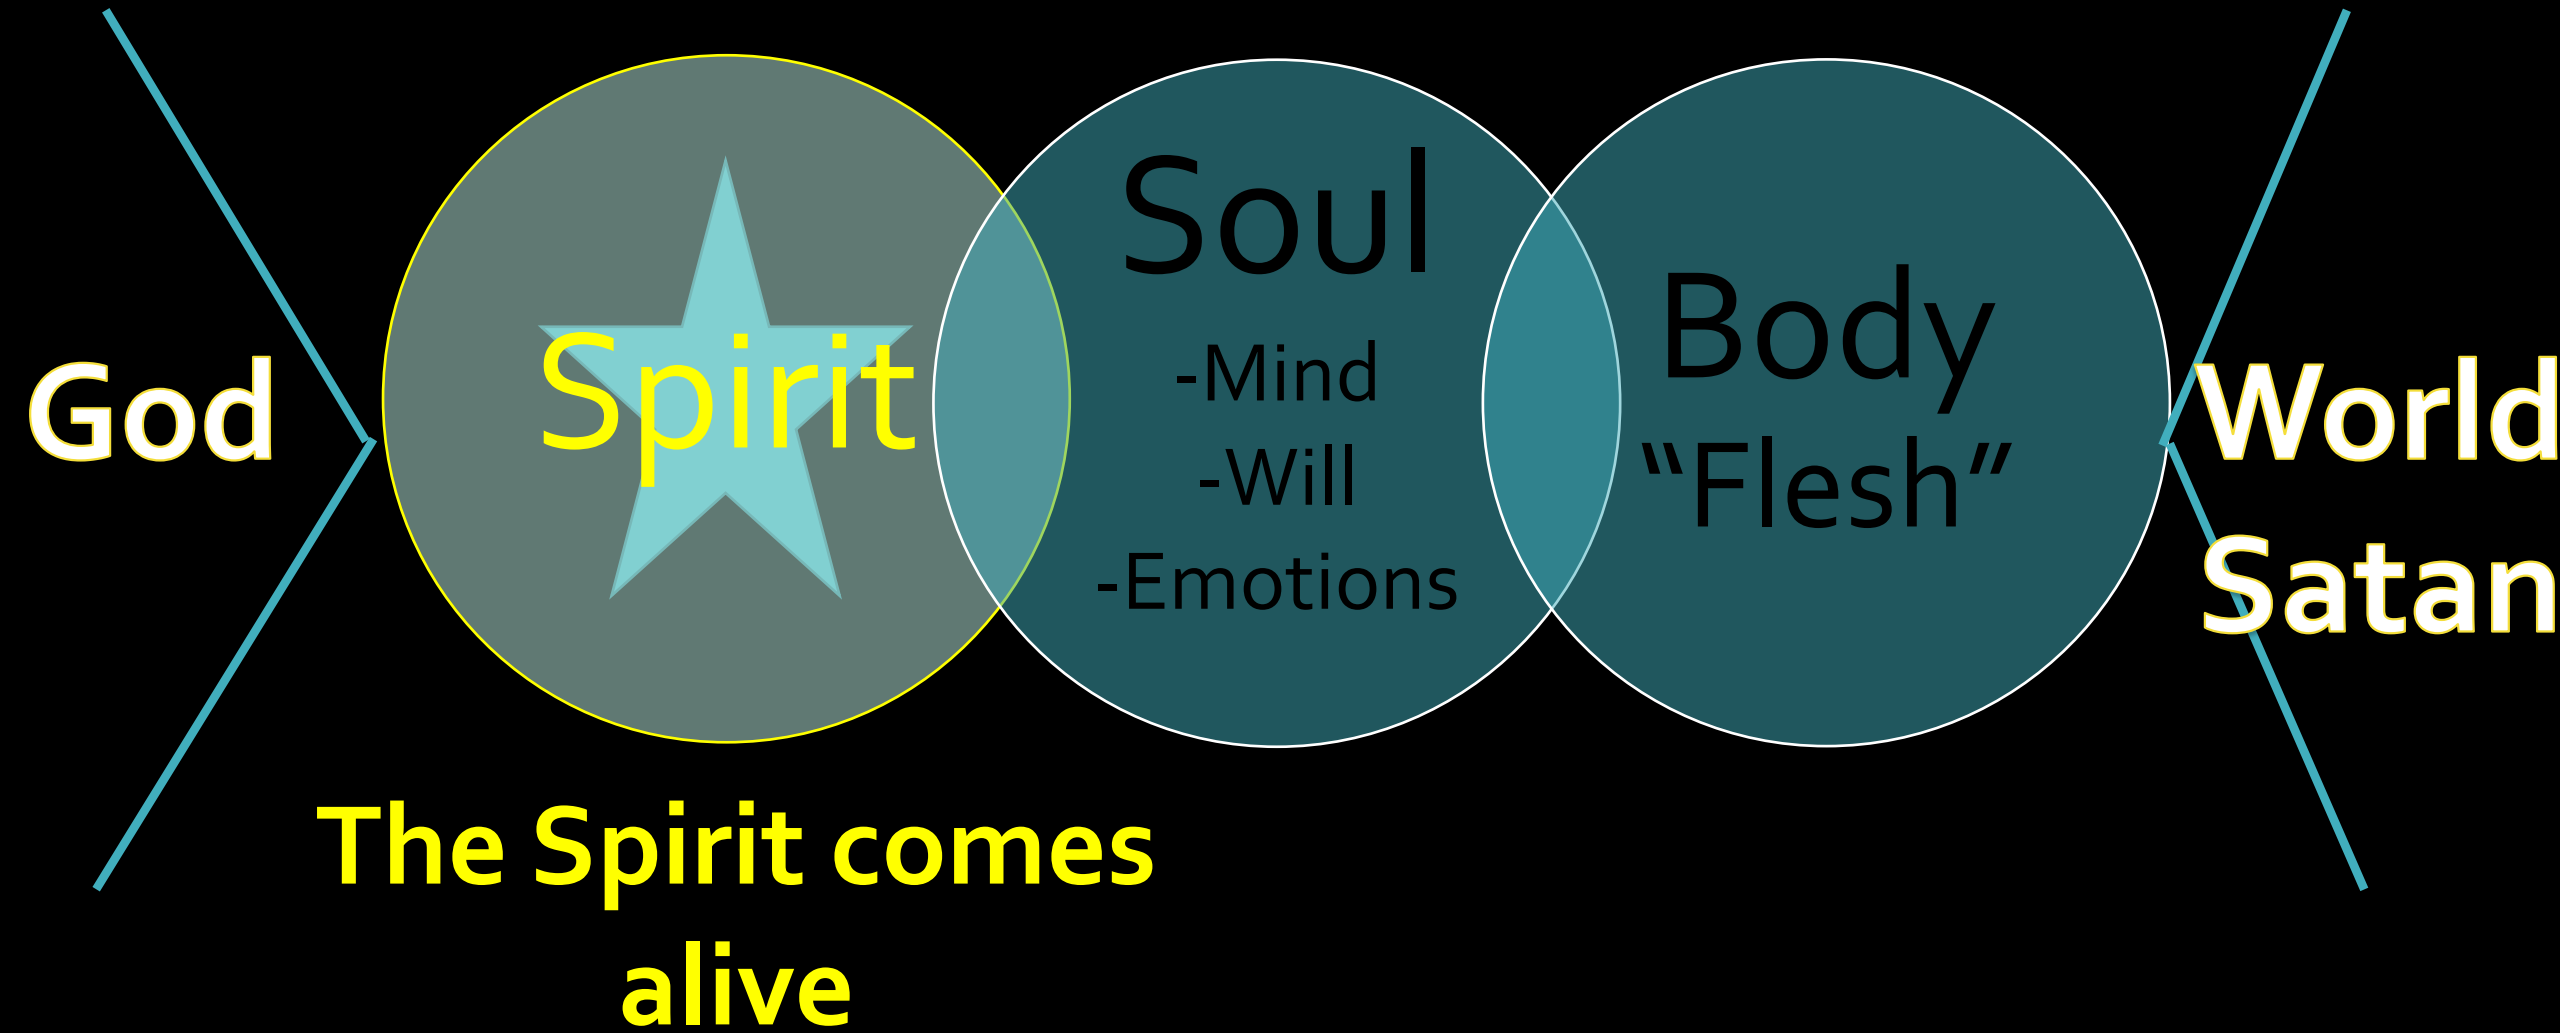 God
Spirit
Soul
-Mind
-Will
-Emotions
Body
“Flesh”
World
Satan
The Spirit comes
alive